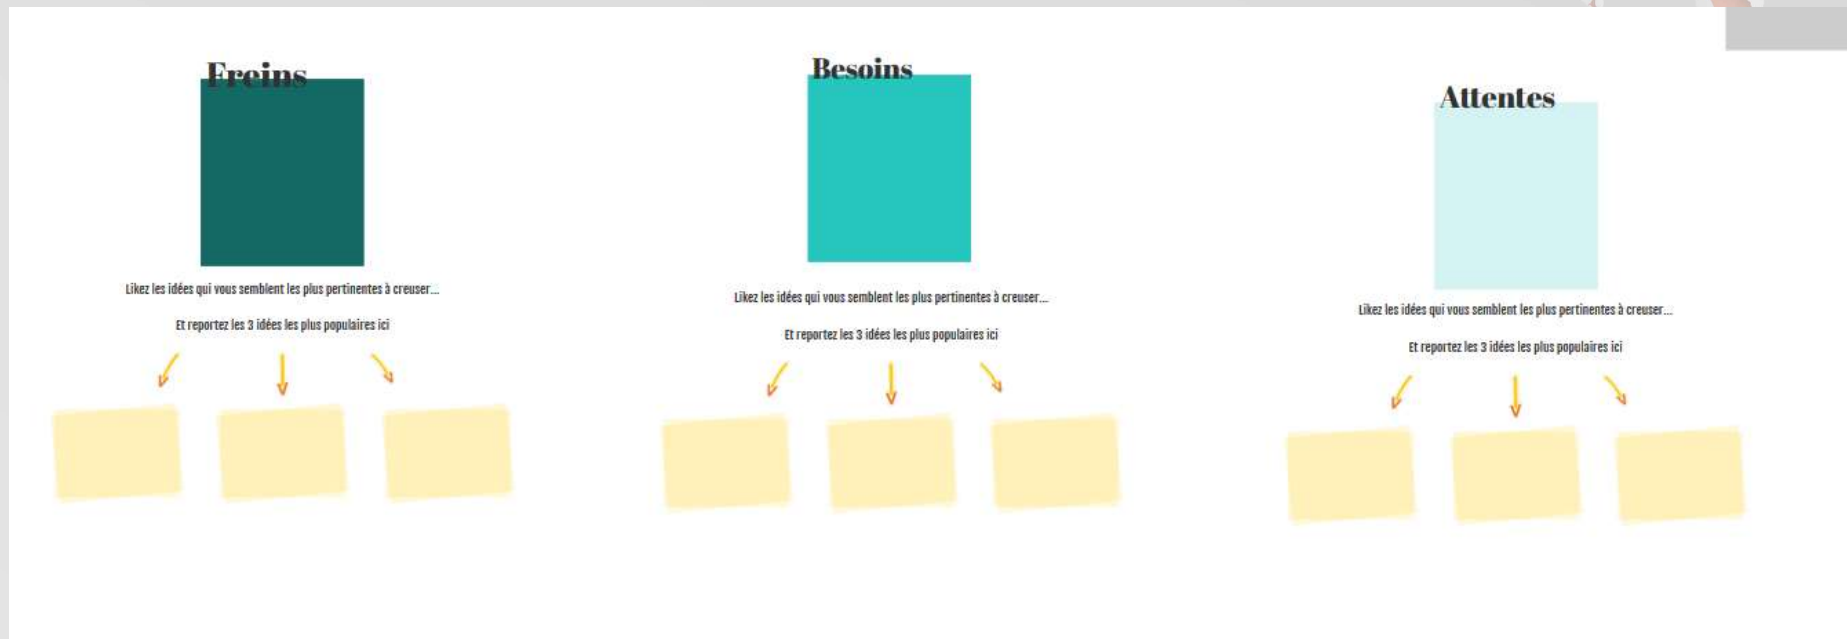 Freins
Likez les idées qui vous semblent les plus pertinentes à creuser...
Et reportez les 3 idées les plus populaires ici
Besoins
Likez les idées qui vous semblent les plus pertinentes à creuser...
Et reportez les 3 idées les plus populaires ici
Attentes
Likez les idées qui vous semblent les plus pertinentes à creuser...
Et reportez les 3 idées les plus populaires ici